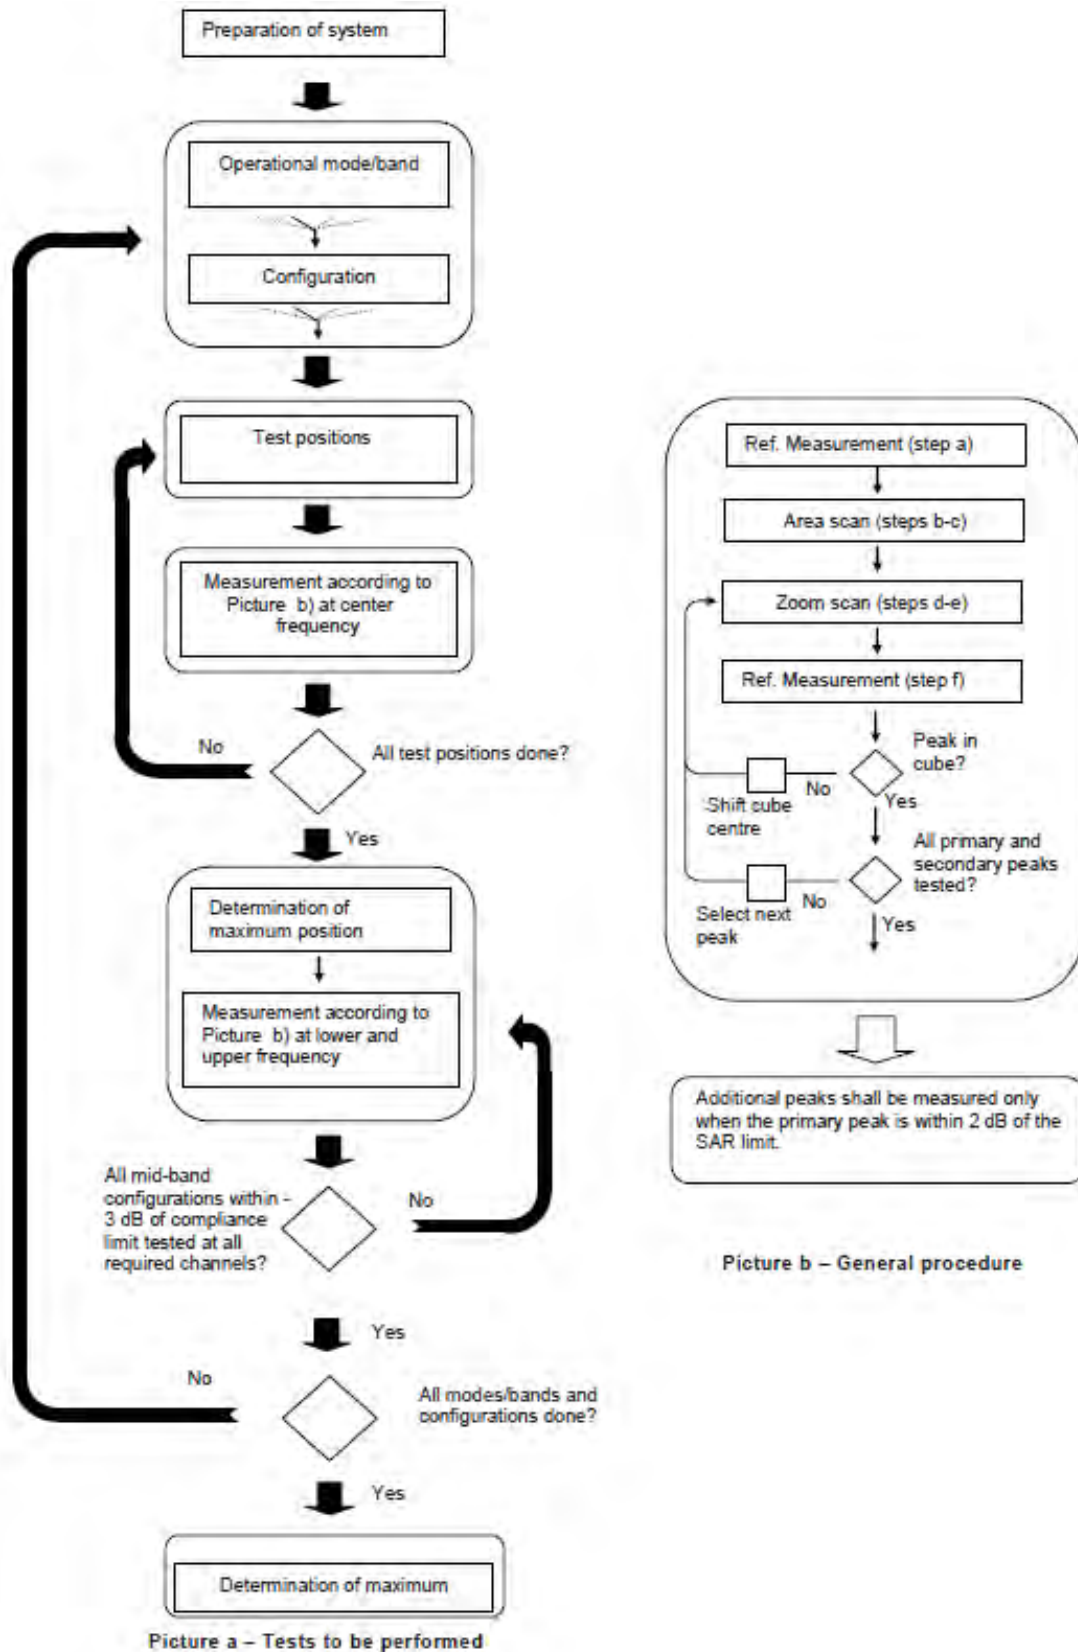 Preparation of system
Operational mode/band
Configuration
Test positions
Measurement according to
Picture b) at center
frequency
No
All test positions done?
Yes
Determination of
maximum position
Measurement according to
Picture b) at lower and
upper frequency
All mid-band
configurations within -
3 dB of compliance
limit tested at all
required channels?
No
Yes
No
All modes/bands and
configurations done?
Yes
Determination of maximum
Picture a – Tests to be performed
Ref. Measurement (step a)
Area scan (steps b-c)
Zoom scan (steps d-e)
Ref. Measurement (step f)
Peak in
cube?
No
Shift cube
centre
Yes
All primary and
secondary peaks
tested?
No
Select next
peak
Yes
Additional peaks shall be measured only
when the primary peak is within 2 dB of the
SAR limit.
Picture b – General procedure